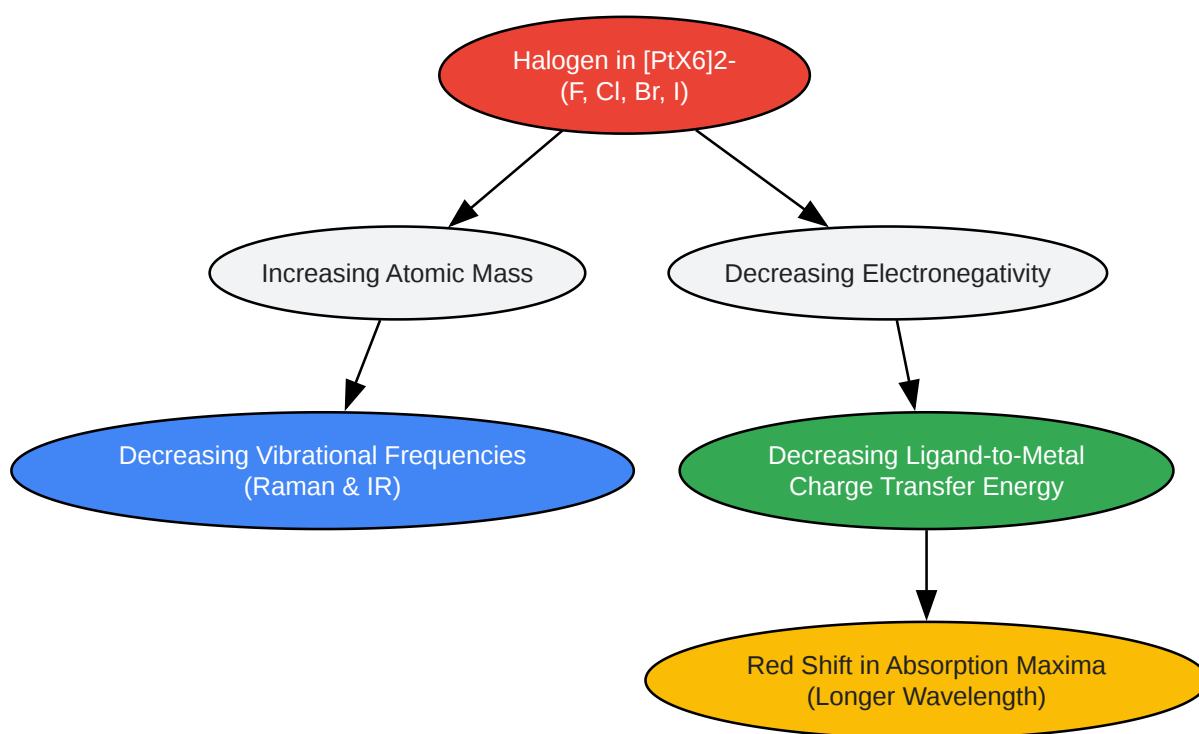 Halogen in [PtX6]2-
(F, Cl, Br, I)
Increasing Atomic Mass
Decreasing Electronegativity
Decreasing Vibrational Frequencies
(Raman & IR)
Decreasing Ligand-to-Metal
Charge Transfer Energy
Red Shift in Absorption Maxima
(Longer Wavelength)